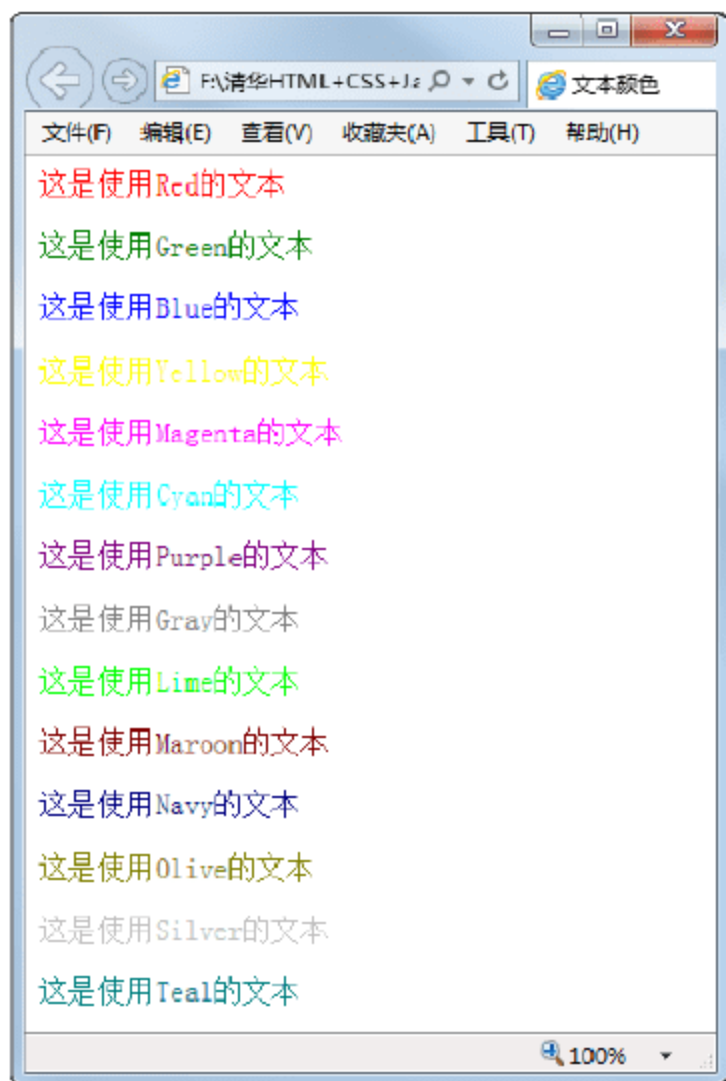 F:\清华HTML+CSS+Ja
文本颜色
文件(F) 编辑(E) 查看(V) 收藏夹(A) 工具(T) 帮助(H)
这是使用Red的文本
这是使用Green的文本
这是使用Blue的文本
这是使用Yellow的文本
这是使用Magenta的文本
这是使用Cyan的文本
这是使用Purple的文本
这是使用Gray的文本
这是使用Lime的文本
这是使用Maroon的文本
这是使用Navy的文本
这是使用Olive的文本
这是使用Silver的文本
这是使用Teal的文本
100%